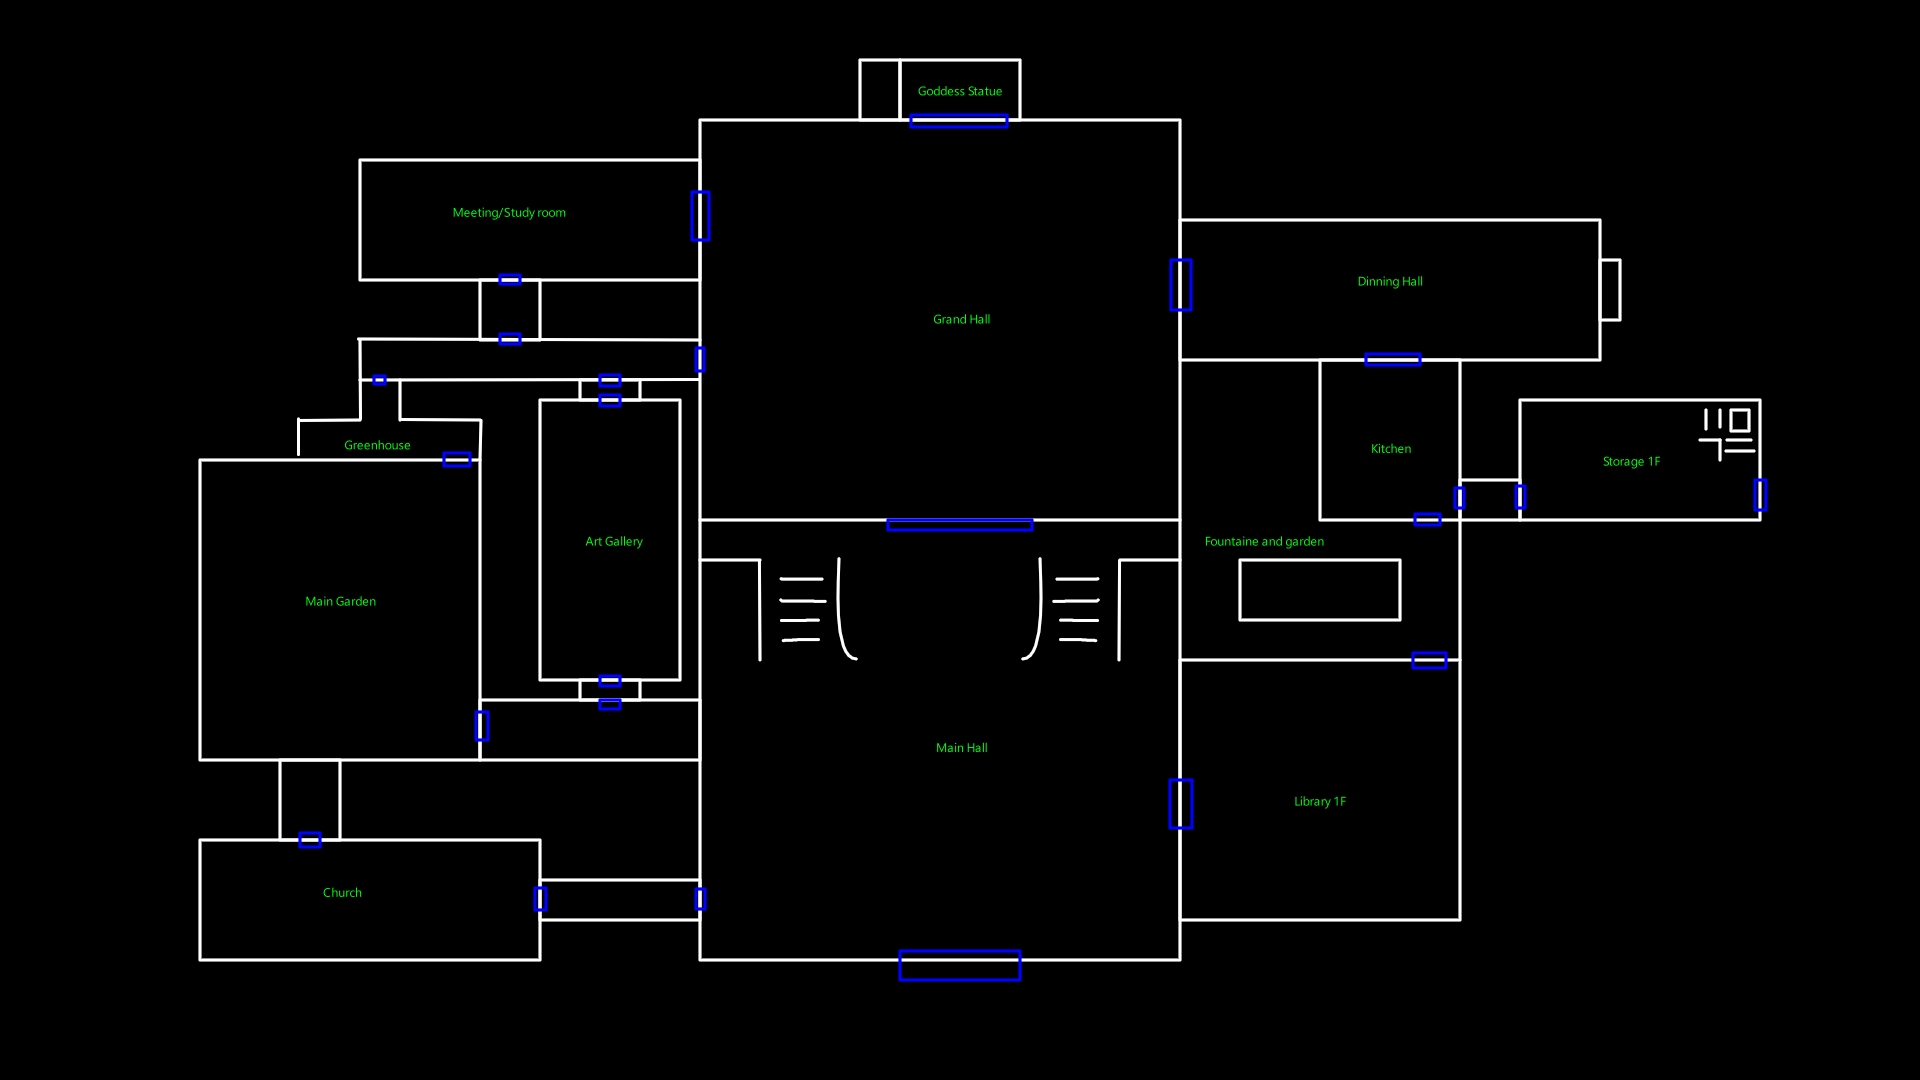 Goddess Statue
Meeting/Study room
Dinning Hall
Grand Hall
Greenhouse
Kitchen
Storage 1F
Art Gallery
Fountaine and garden
Main Garden
Main Hall
Library 1F
Church